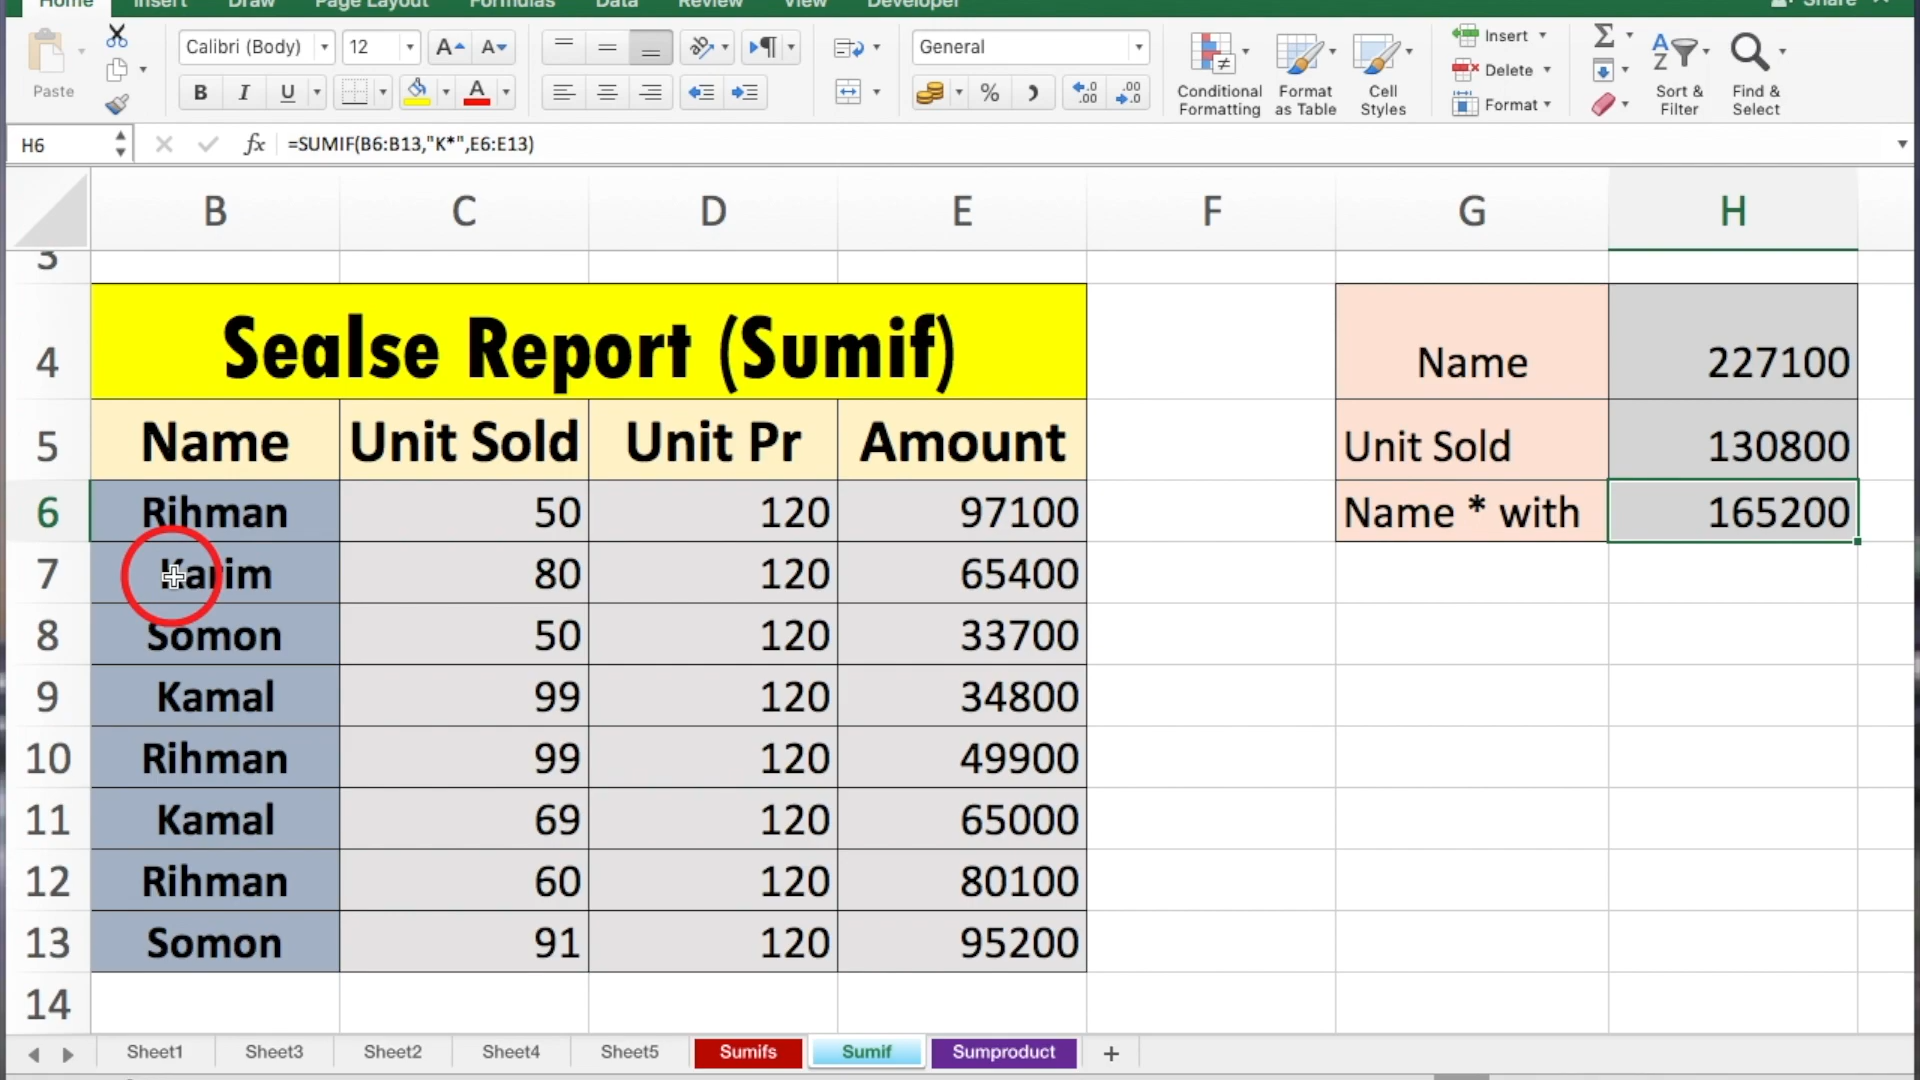 Home Insert Draw Page Layout Formulas Data Review View Developer Share
Paste
Calibri (Body) 12
General
B I U
Conditional Formatting
Format as Table
Cell Styles
Insert
Delete
Format
Sort & Filter
Find & Select
H6 fx =SUMIF(B6:B13,"K*",E6:E13)
B C D E F G H
3
4 Sealse Report (Sumif) Name 227100
5 Name Unit Sold Unit Pr Amount Unit Sold 130800
6 Rihman 50 120 97100 Name * with 165200
7 Karim 80 120 65400
8 Somon 50 120 33700
9 Kamal 99 120 34800
10 Rihman 99 120 49900
11 Kamal 69 120 65000
12 Rihman 60 120 80100
13 Somon 91 120 95200
14
Sheet1 Sheet3 Sheet2 Sheet4 Sheet5 Sumifs Sumif Sumproduct +